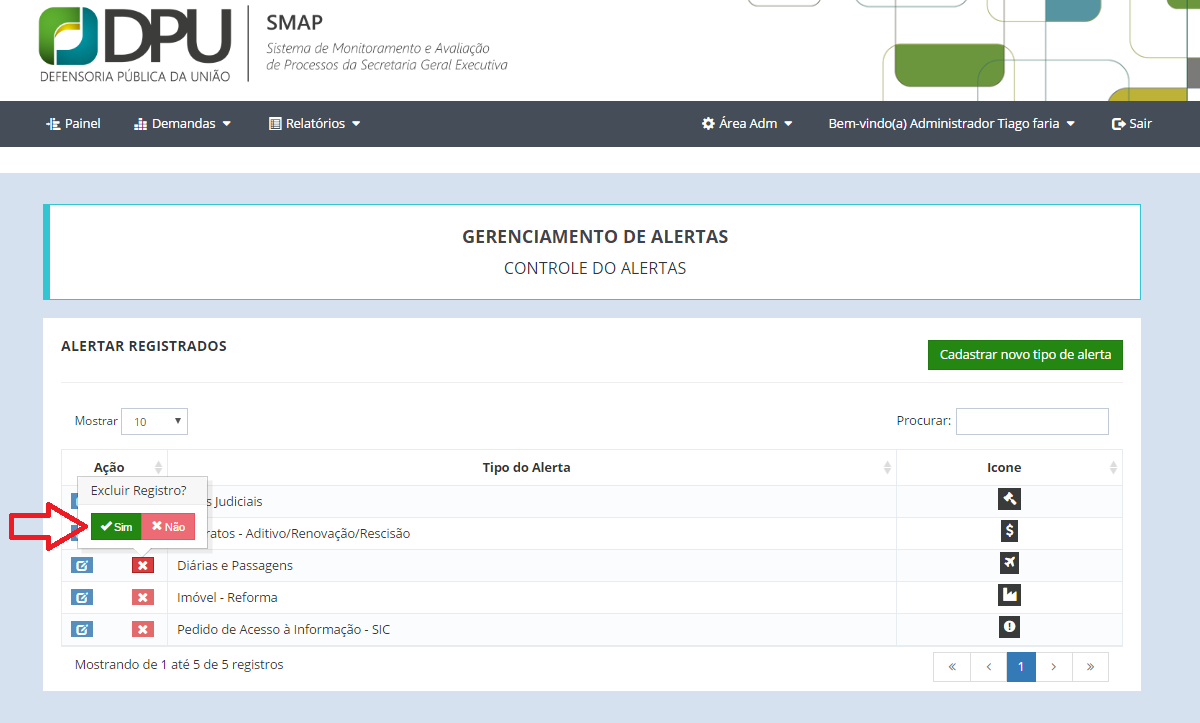 DPU
DEFENSORIA PÚBLICA DA UNIÃO
SMAP
Sistema de Monitoramento e Avaliação
de Processos da Secretaria Geral Executiva
Painel Demandas Relatórios Área Adm Bem-vindo(a) Administrador Tiago faria Sair
GERENCIAMENTO DE ALERTAS
CONTROLE DO ALERTAS
ALERTAR REGISTRADOS
Cadastrar novo tipo de alerta
Mostrar 10 Procurar:
Ação Tipo do Alerta Icone
Excluir Registro?
Judiciais
Sim Não
ratos - Aditivo/Renovação/Rescisão
Diárias e Passagens
Imóvel - Reforma
Pedido de Acesso à Informação - SIC
Mostrando de 1 até 5 de 5 registros
« ‹ 1 › »